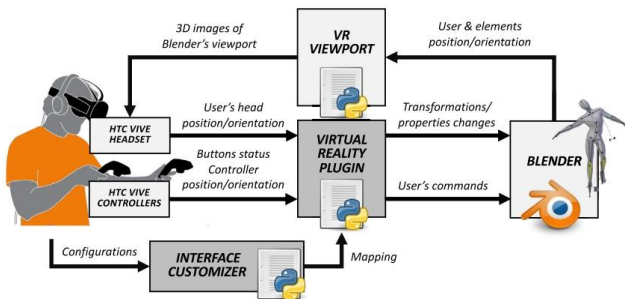 3D images of
Blender's viewport
VR
VIEWPORT
User & elements
position/orientation
HTC VIVE
HEADSET
User's head
position/orientation
VIRTUAL
REALITY
PLUGIN
Transformations/
properties changes
BLENDER
HTC VIVE
CONTROLLERS
Buttons status
Controller
position/orientation
User's commands
Configurations
INTERFACE
CUSTOMIZER
Mapping